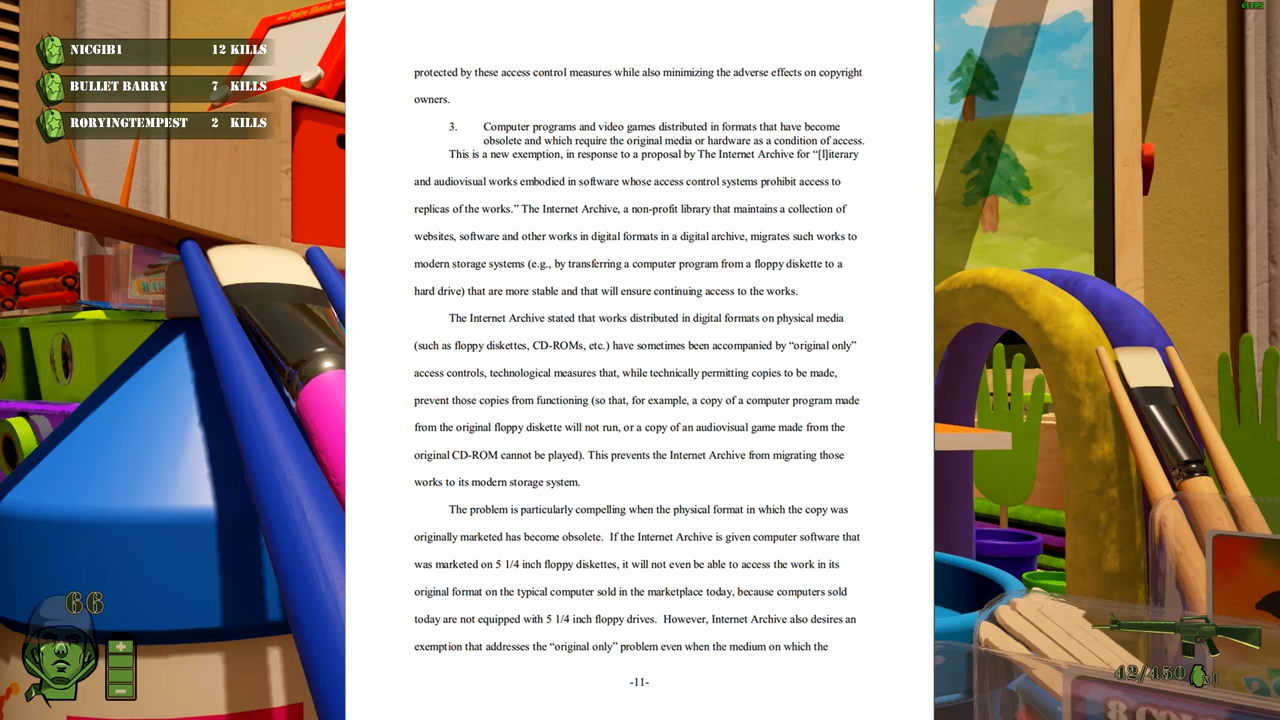 NICGIB1 12 KILLS
BULLET BARRY 7 KILLS
RORYINGTEMPEST 2 KILLS
61 FPS
protected by these access control measures while also minimizing the adverse effects on copyright
owners.
3. Computer programs and video games distributed in formats that have become
obsolete and which require the original media or hardware as a condition of access.
This is a new exemption, in response to a proposal by The Internet Archive for “[l]iterary
and audiovisual works embodied in software whose access control systems prohibit access to
replicas of the works.” The Internet Archive, a non-profit library that maintains a collection of
websites, software and other works in digital formats in a digital archive, migrates such works to
modern storage systems (e.g., by transferring a computer program from a floppy diskette to a
hard drive) that are more stable and that will ensure continuing access to the works.
The Internet Archive stated that works distributed in digital formats on physical media
(such as floppy diskettes, CD-ROMs, etc.) have sometimes been accompanied by “original only”
access controls, technological measures that, while technically permitting copies to be made,
prevent those copies from functioning (so that, for example, a copy of a computer program made
from the original floppy diskette will not run, or a copy of an audiovisual game made from the
original CD-ROM cannot be played). This prevents the Internet Archive from migrating those
works to its modern storage system.
The problem is particularly compelling when the physical format in which the copy was
originally marketed has become obsolete. If the Internet Archive is given computer software that
was marketed on 5 1/4 inch floppy diskettes, it will not even be able to access the work in its
original format on the typical computer sold in the marketplace today, because computers sold
today are not equipped with 5 1/4 inch floppy drives. However, Internet Archive also desires an
exemption that addresses the “original only” problem even when the medium on which the
-11-
66
42/450
x1